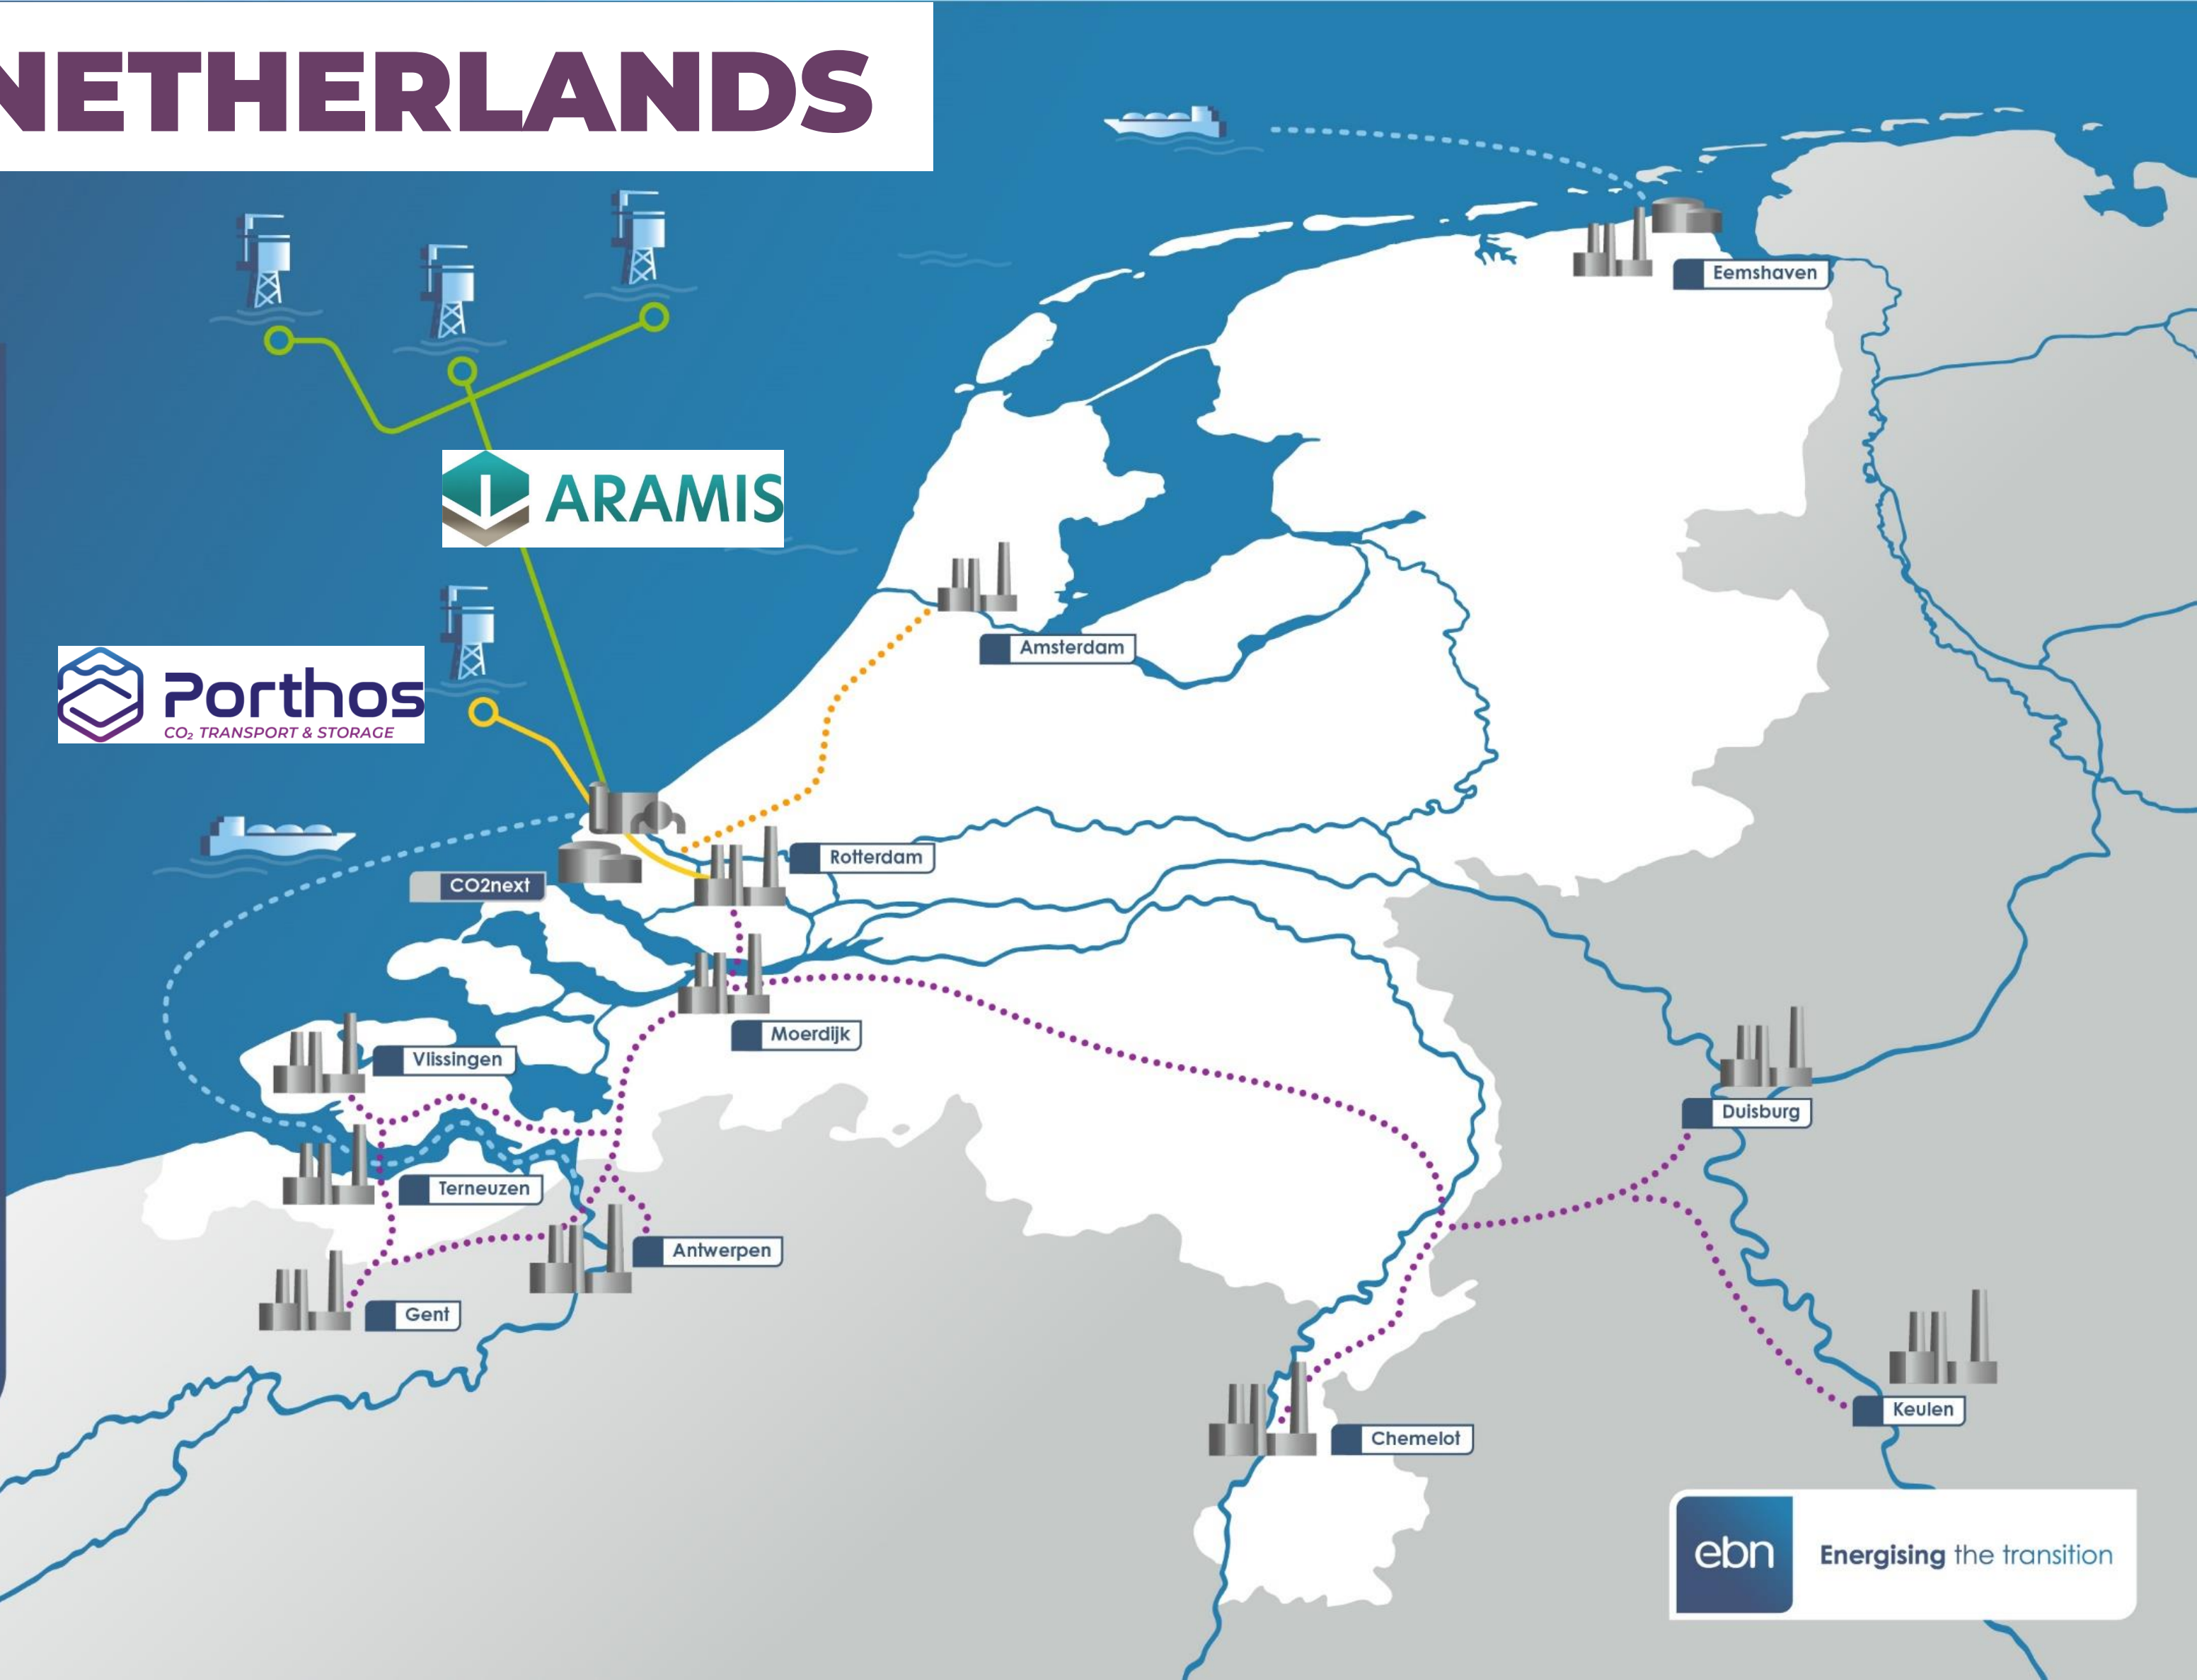 NETHERLANDS
Eemshaven
ARAMIS
Amsterdam
Porthos
CO₂ TRANSPORT & STORAGE
Rotterdam
CO2next
Moerdijk
Vlissingen
Duisburg
Terneuzen
Antwerpen
Gent
Keulen
Chemelot
ebn
Energising the transition